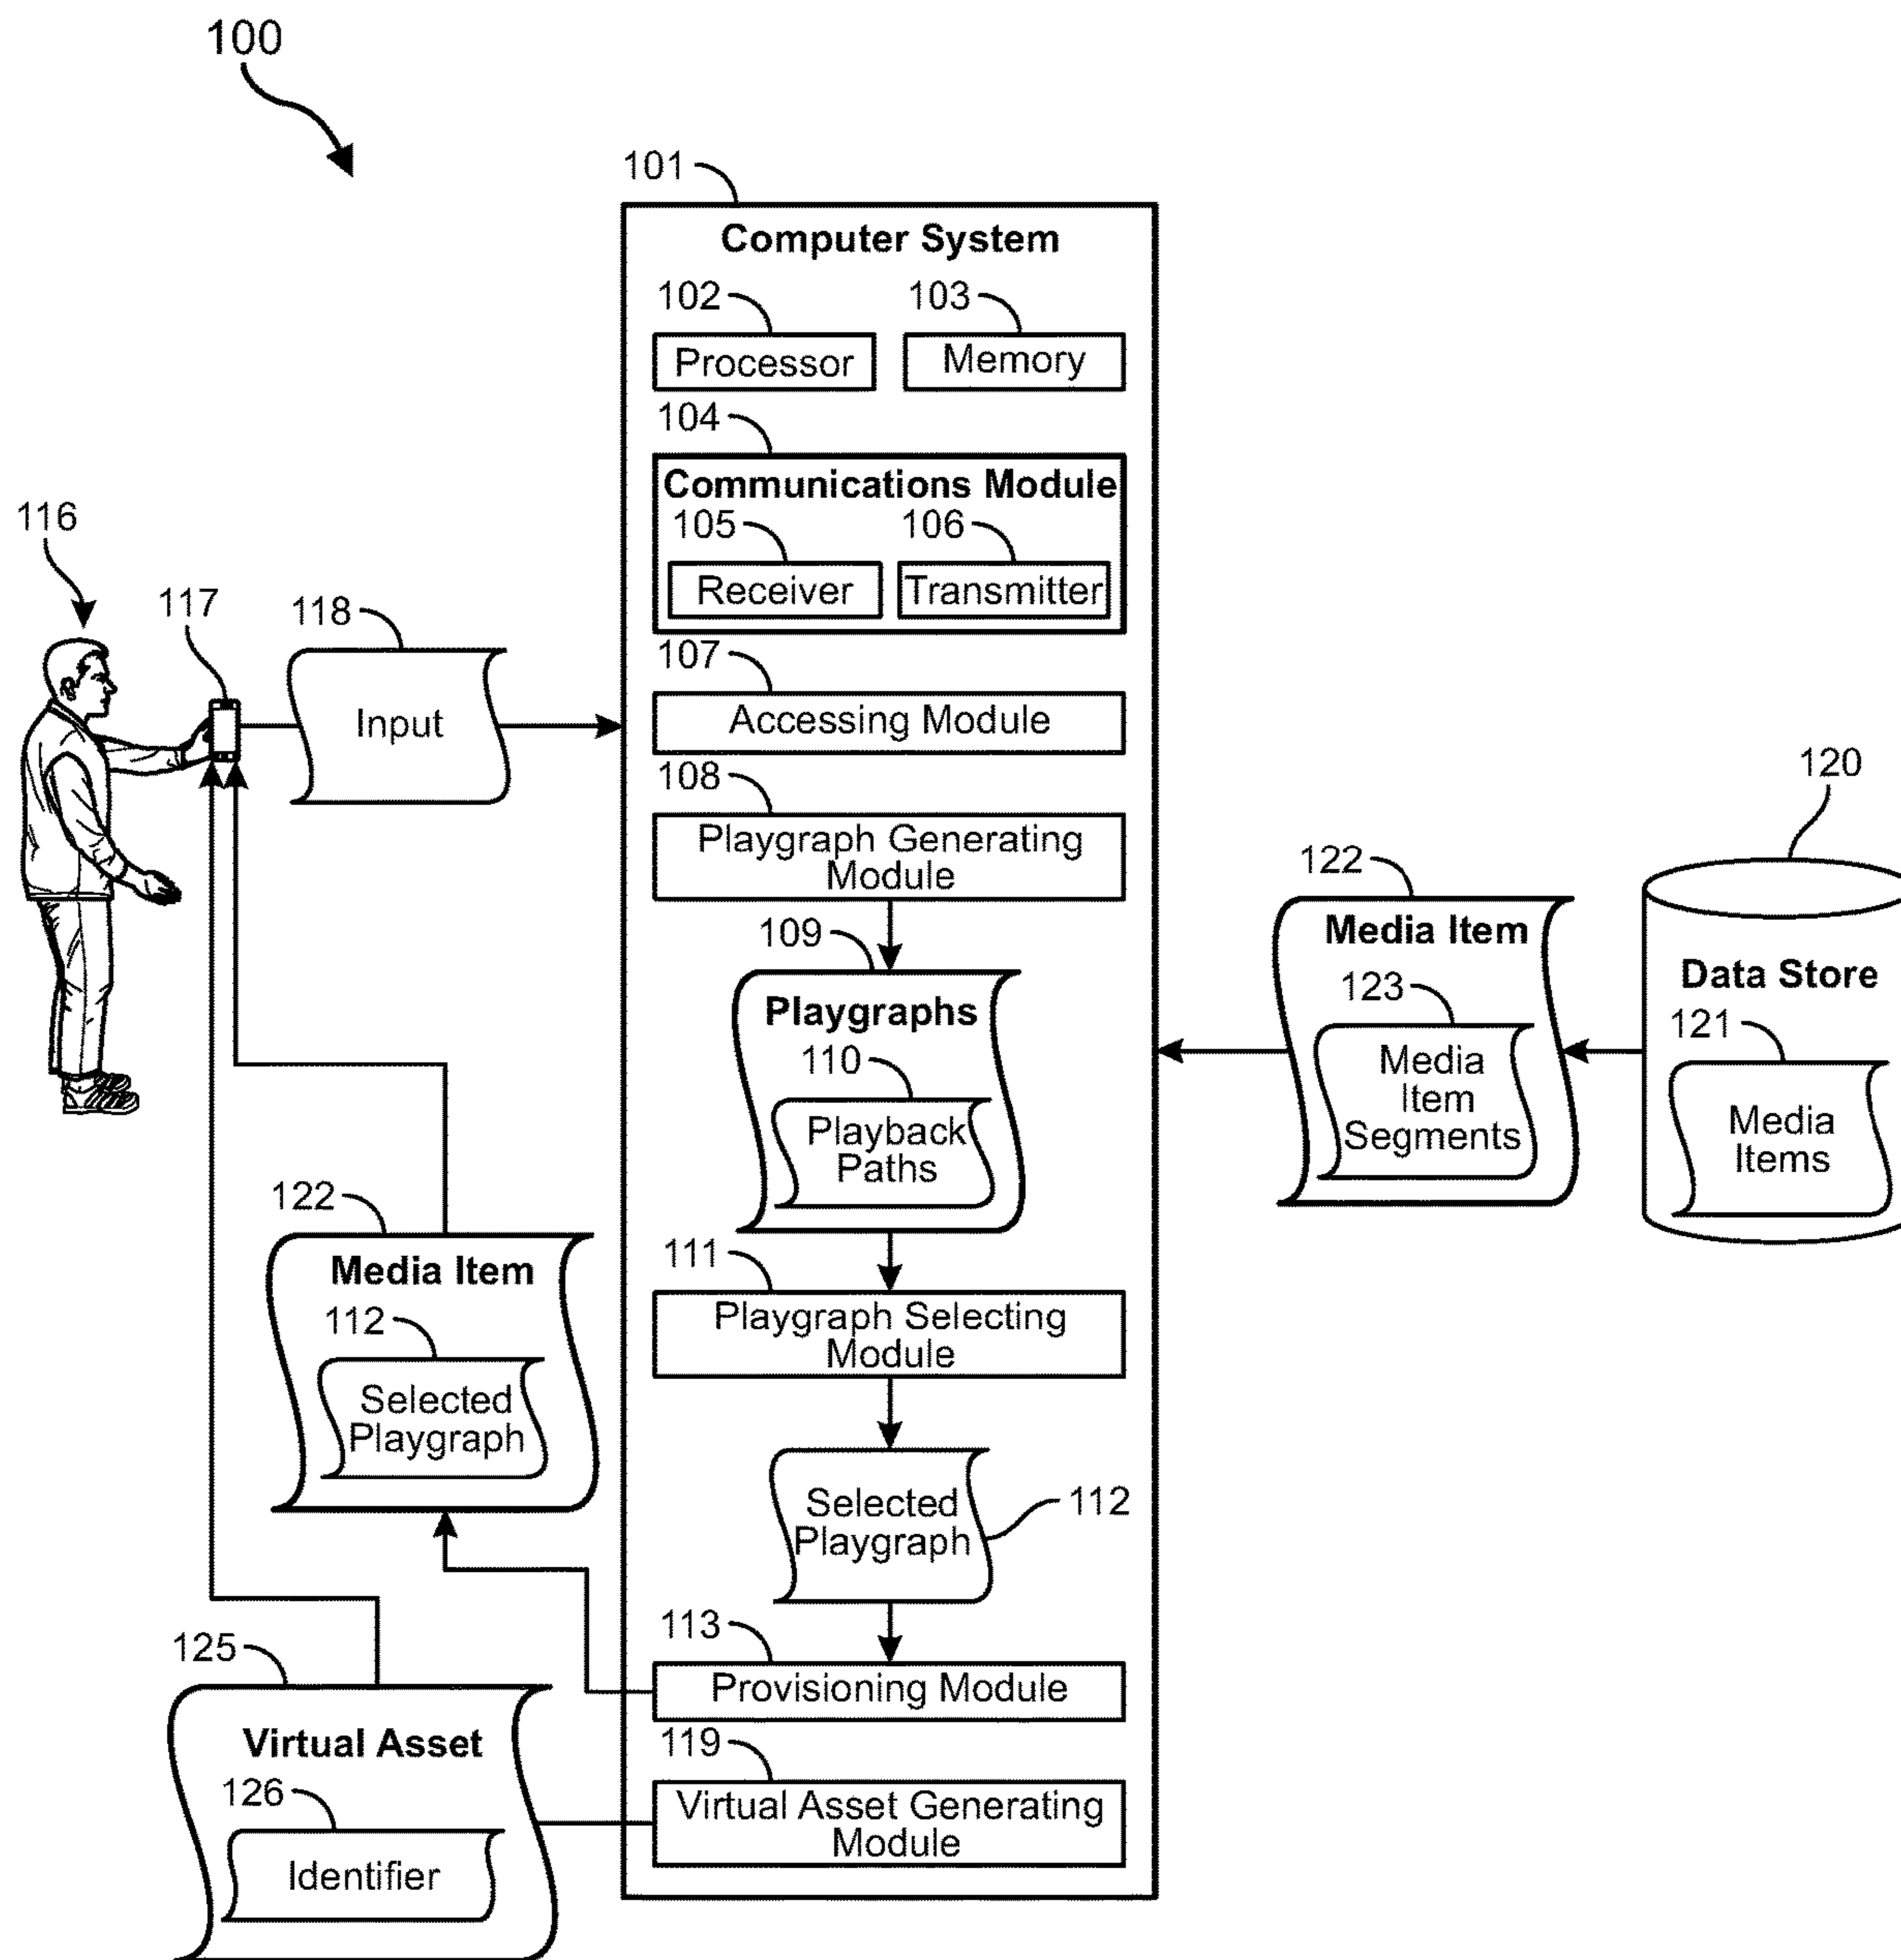 100
101
Computer System
102
103
Processor
Memory
104
Communications Module
105
106
Receiver
Transmitter
116
117
118
Input
107
Accessing Module
108
Playgraph Generating
Module
109
Playgraphs
110
Playback
Paths
120
Data Store
121
Media
Items
122
Media Item
123
Media
Item
Segments
122
Media Item
112
Selected
Playgraph
111
Playgraph Selecting
Module
Selected
Playgraph
112
113
Provisioning Module
125
Virtual Asset
126
Identifier
119
Virtual Asset Generating
Module